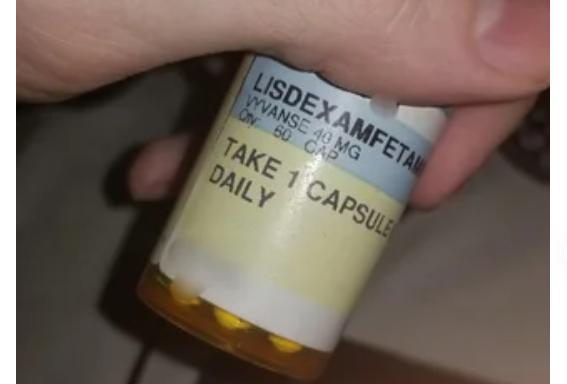 LISDEXAMFETAM
VYVANSE 40 MG
QTY: 60 CAP
TAKE 1 CAPSULE
DAILY